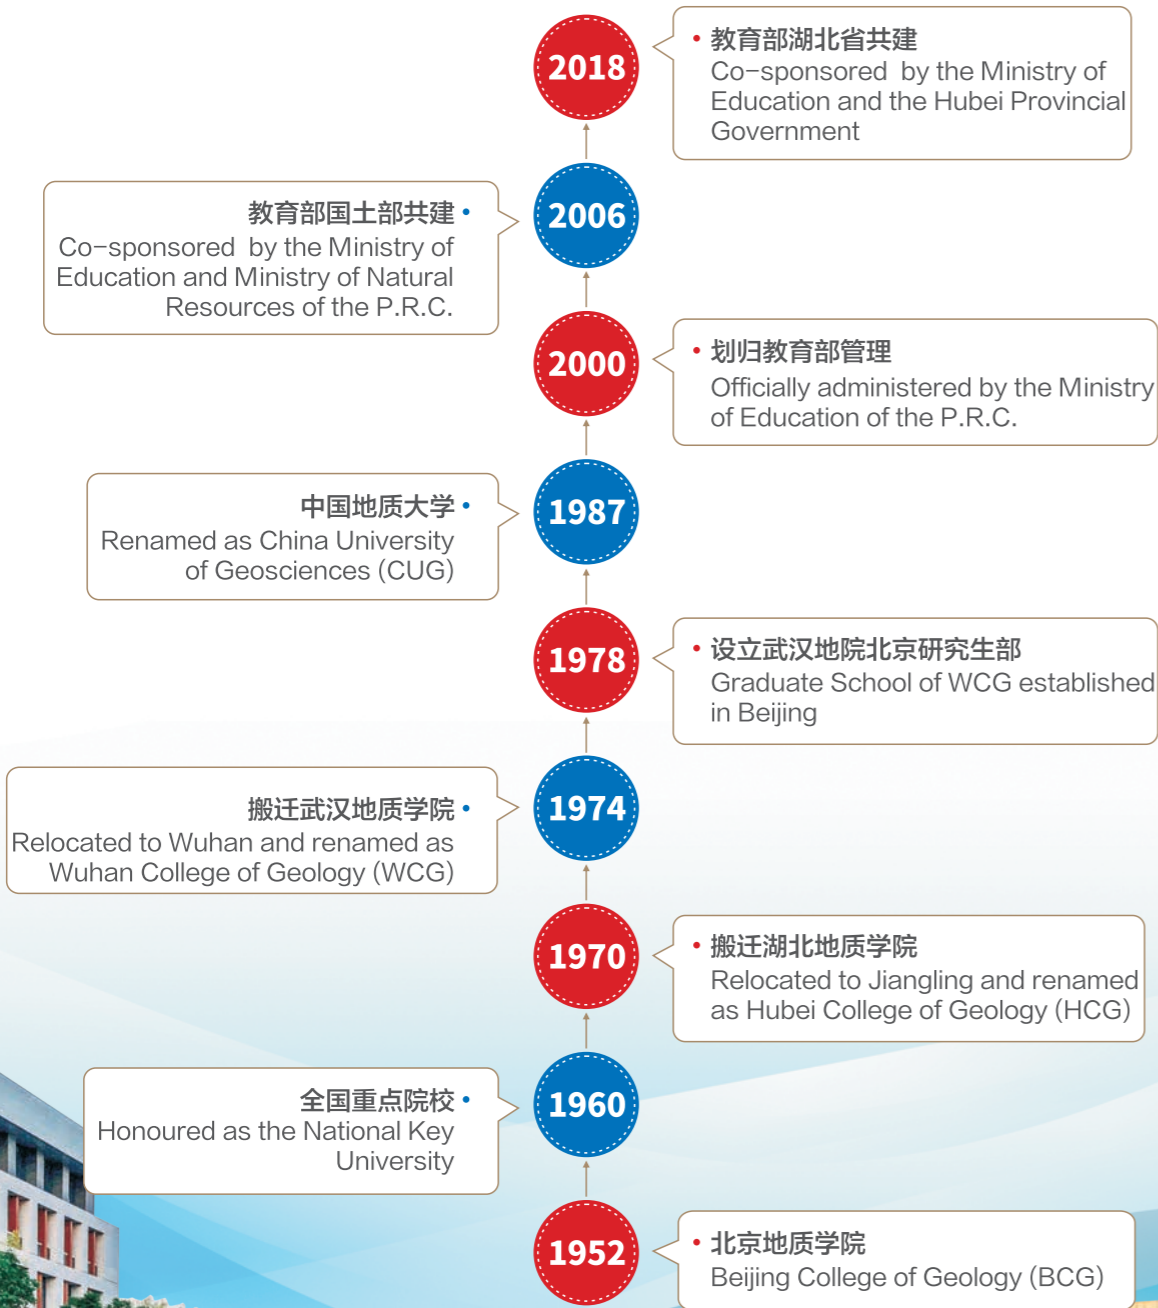 2018
• 教育部湖北省共建
Co-sponsored by the Ministry of
Education and the Hubei Provincial
Government
2006
教育部国土部共建 •
Co-sponsored by the Ministry of
Education and Ministry of Natural
Resources of the P.R.C.
2000
• 划归教育部管理
Officially administered by the Ministry
of Education of the P.R.C.
1987
中国地质大学 •
Renamed as China University
of Geosciences (CUG)
1978
• 设立武汉地院北京研究生部
Graduate School of WCG established
in Beijing
1974
搬迁武汉地质学院 •
Relocated to Wuhan and renamed as
Wuhan College of Geology (WCG)
1970
• 搬迁湖北地质学院
Relocated to Jiangling and renamed
as Hubei College of Geology (HCG)
1960
全国重点院校 •
Honoured as the National Key
University
1952
• 北京地质学院
Beijing College of Geology (BCG)